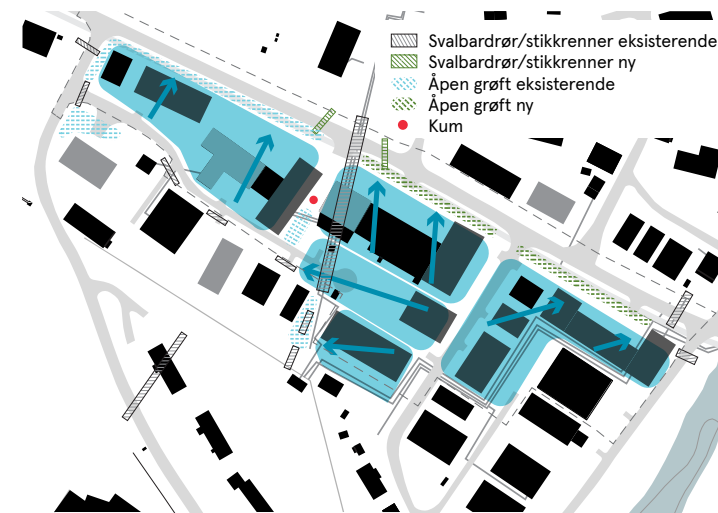 Svalbardrør/stikkrenner eksisterende
Svalbardrør/stikkrenner ny
Åpen grøft eksisterende
Åpen grøft ny
Kum